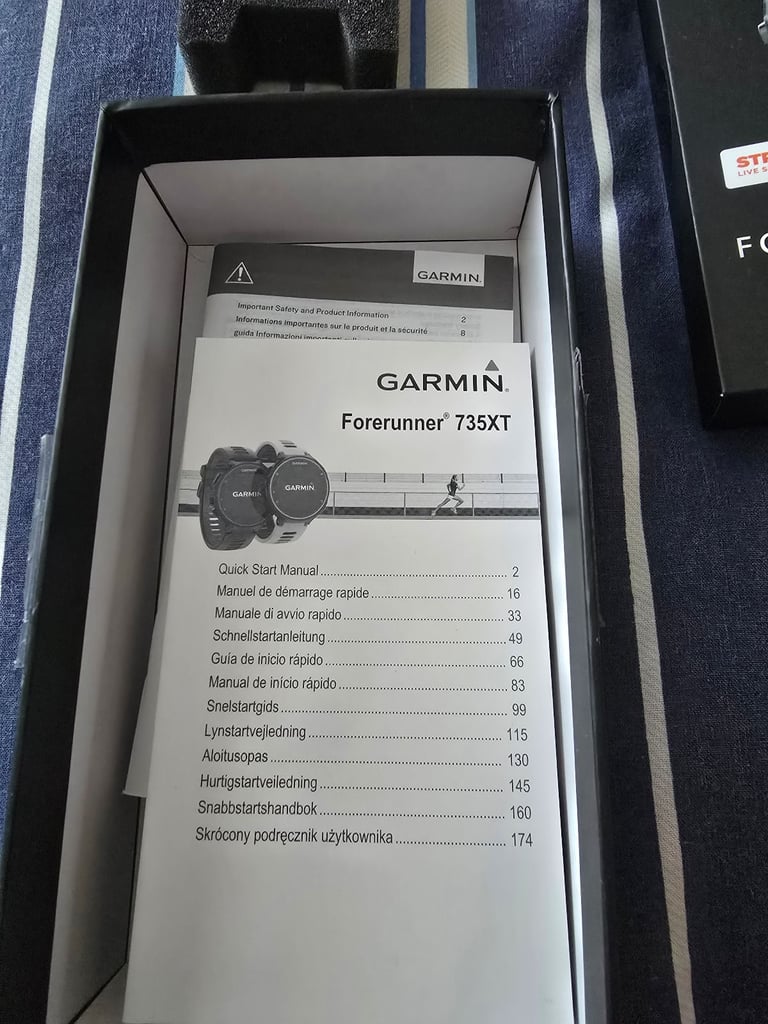 GARMIN.
Important Safety and Product Information 2
Informations importantes sur le produit et la sécurité 8
guida Informazioni
GARMIN®
Forerunner® 735XT
GARMIN
GARMIN
Quick Start Manual 2
Manuel de démarrage rapide 16
Manuale di avvio rapido 33
Schnellstartanleitung 49
Guía de inicio rápido 66
Manual de início rápido 83
Snelstartgids 99
Lynstartvejledning 115
Aloitusopas 130
Hurtigstartveiledning 145
Snabbstartshandbok 160
Skrócony podręcznik użytkownika 174
LIVE